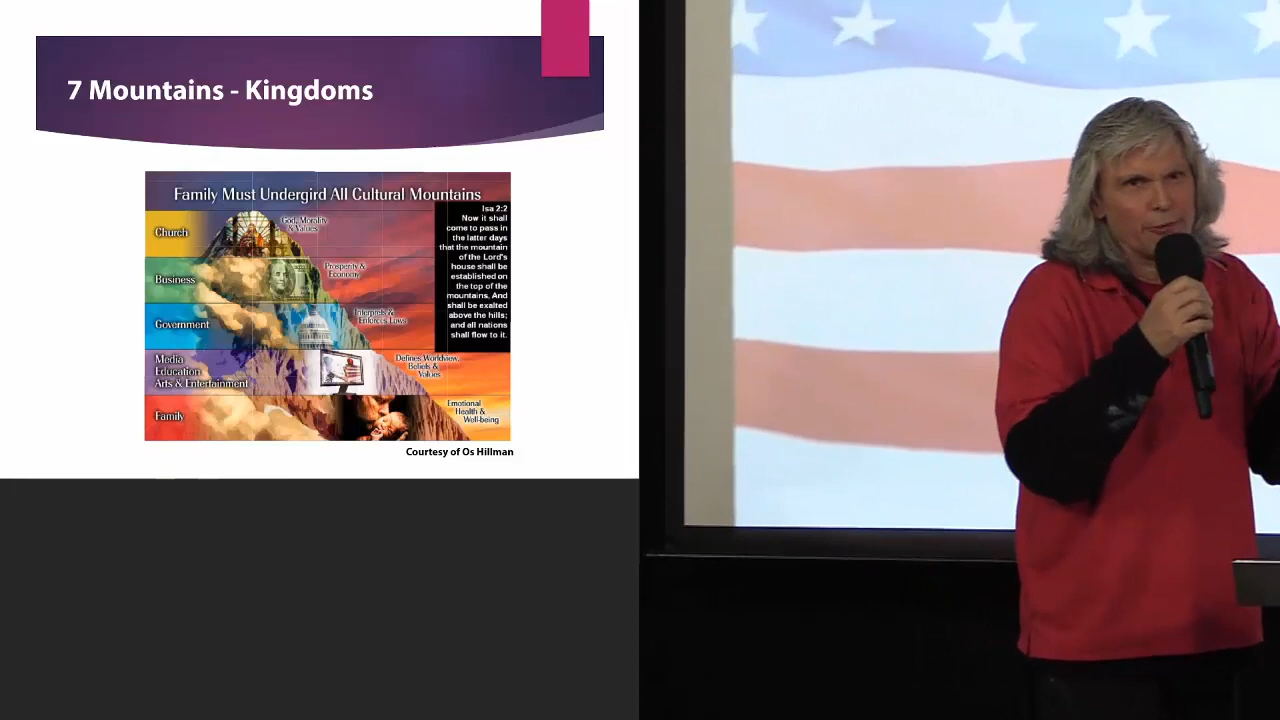 7 Mountains - Kingdoms
Family Must Undergird All Cultural Mountains
Church
God, Morality
& Values
Business
Prosperity &
Economy
Government
Interprets &
Enforces Laws
Media
Education
Arts & Entertainment
Defines Worldview,
Beliefs &
Values
Family
Emotional
Health &
Well-being
Isa 2:2
Now it shall
come to pass in
the latter days
that the mountain
of the Lord's
house shall be
established on
the top of the
mountains, And
shall be exalted
above the hills;
and all nations
shall flow to it.
Courtesy of Os Hillman